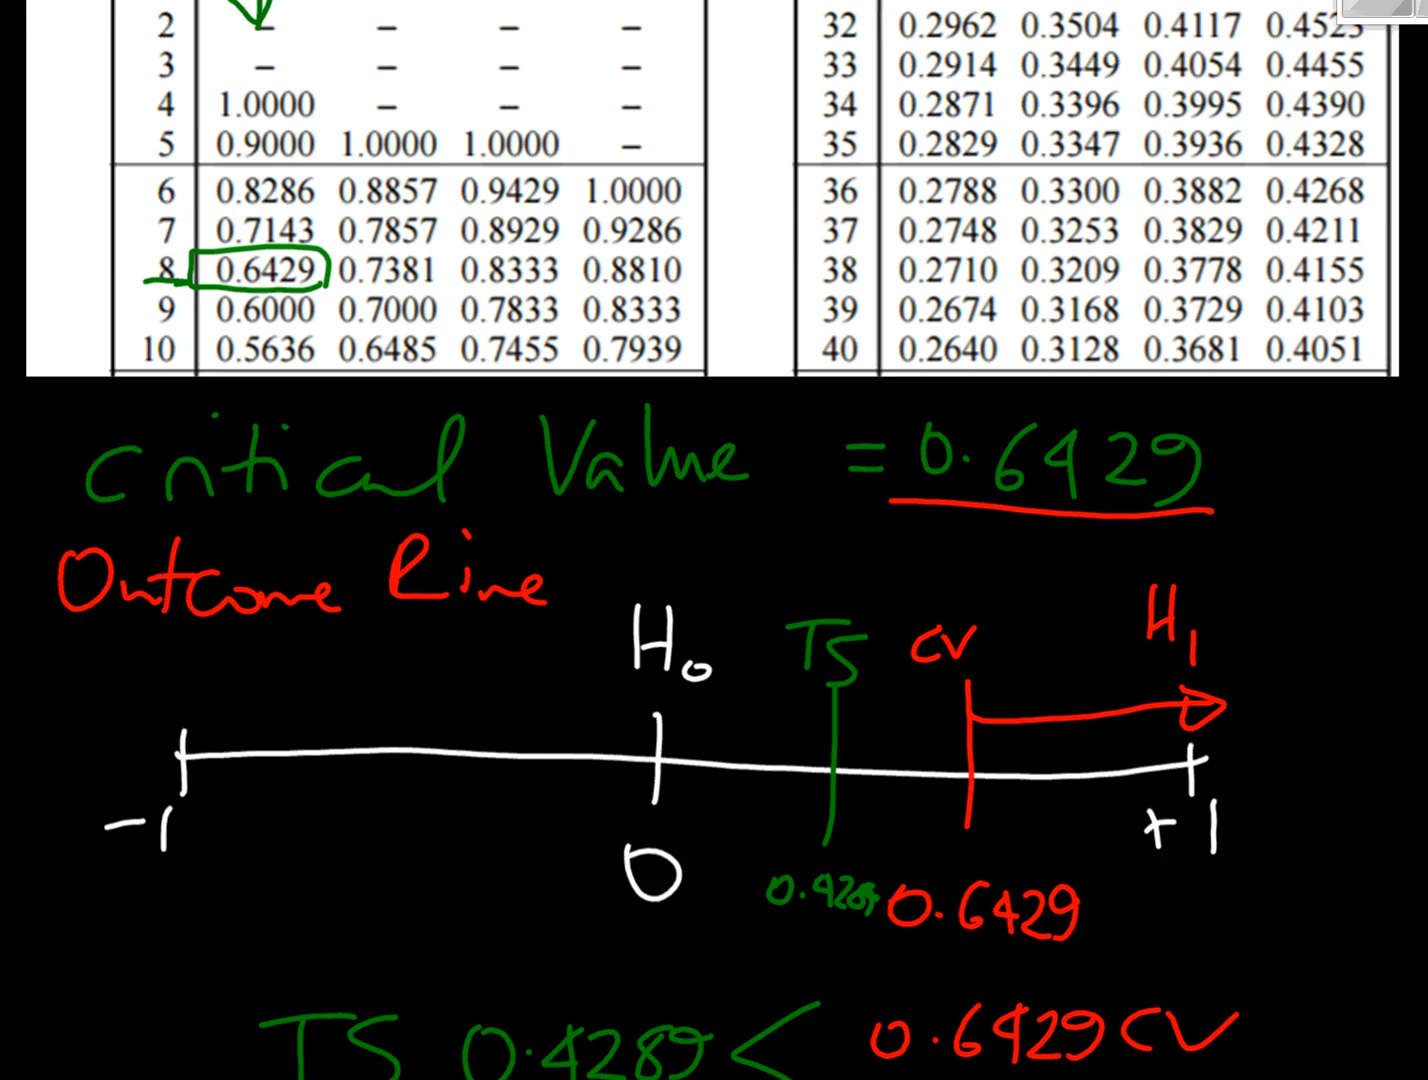 2 – – – – 32 0.2962 0.3504 0.4117 0.4523
3 – – – – 33 0.2914 0.3449 0.4054 0.4455
4 1.0000 – – – 34 0.2871 0.3396 0.3995 0.4390
5 0.9000 1.0000 1.0000 – 35 0.2829 0.3347 0.3936 0.4328
6 0.8286 0.8857 0.9429 1.0000 36 0.2788 0.3300 0.3882 0.4268
7 0.7143 0.7857 0.8929 0.9286 37 0.2748 0.3253 0.3829 0.4211
8 0.6429 0.7381 0.8333 0.8810 38 0.2710 0.3209 0.3778 0.4155
9 0.6000 0.7000 0.7833 0.8333 39 0.2674 0.3168 0.3729 0.4103
10 0.5636 0.6485 0.7455 0.7939 40 0.2640 0.3128 0.3681 0.4051
Critical Value = 0.6429
Outcome Rine
H₀ TS CV H₁
-1 0 +1
0.4289 0.6429
TS 0.4289 < 0.6429 CV